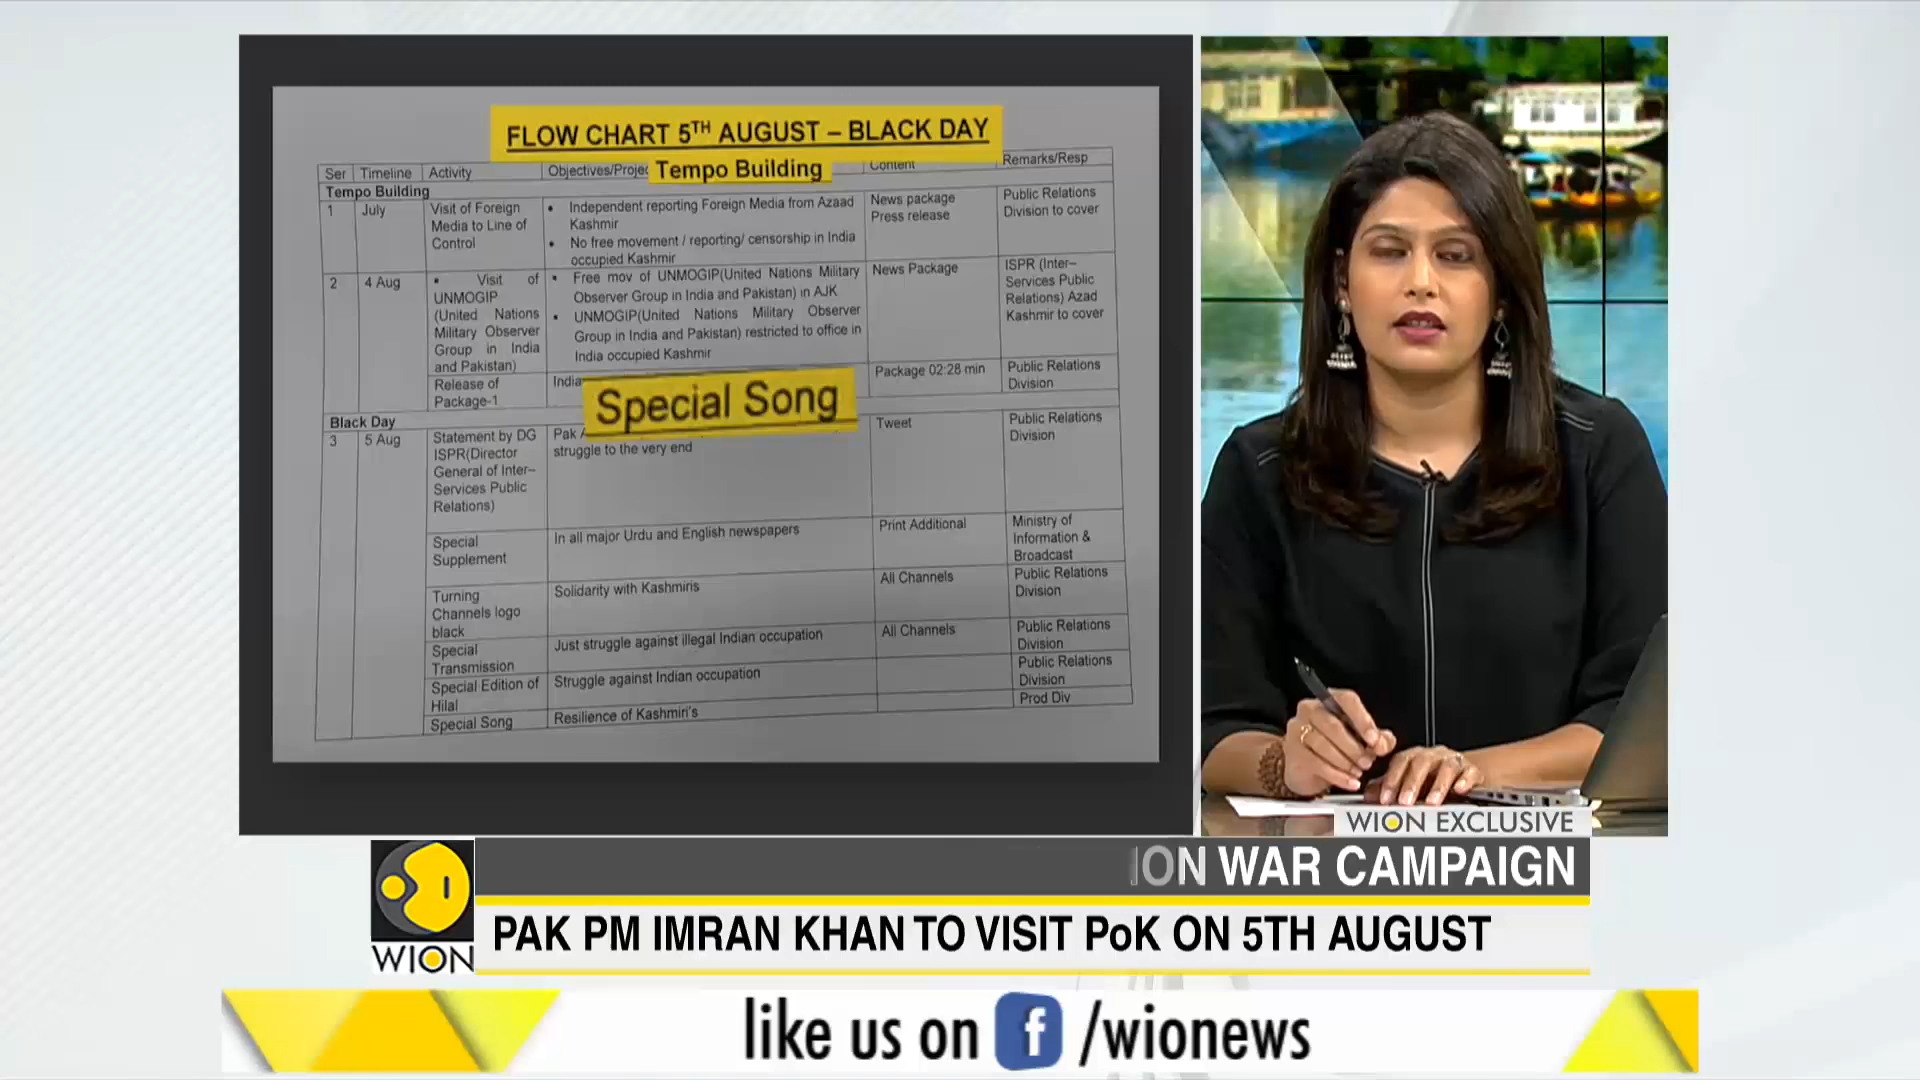 FLOW CHART 5TH AUGUST – BLACK DAY
Tempo Building
Ser Timeline Activity Content Remarks/Resp
Tempo Building
1 July Visit of Foreign Media to Line of Control
• Independent reporting Foreign Media from Azaad Kashmir
• No free movement / reporting/ censorship in India occupied Kashmir
News package
Press release
Public Relations Division to cover
2 4 Aug
• Visit of UNMOGIP (United Nations Military Observer Group in India and Pakistan)
• Free mov of UNMOGIP(United Nations Military Observer Group in India and Pakistan) in AJK
• UNMOGIP(United Nations Military Observer Group in India and Pakistan) restricted to office in India occupied Kashmir
News Package
ISPR (Inter–Services Public Relations) Azad Kashmir to cover
Release of Package-1
Package 02:28 min
Public Relations Division
Special Song
Black Day
3 5 Aug
Statement by DG ISPR(Director General of Inter–Services Public Relations)
Pak
struggle to the very end
Tweet
Public Relations Division
Special Supplement
In all major Urdu and English newspapers
Print Additional
Ministry of Information & Broadcast
Turning Channels logo black
Solidarity with Kashmiris
All Channels
Public Relations Division
Special Transmission
Just struggle against illegal Indian occupation
All Channels
Public Relations Division
Special Edition of Hilal
Struggle against Indian occupation
Public Relations Division
Special Song
Resilience of Kashmiri's
Prod Div
WION EXCLUSIVE
ION WAR CAMPAIGN
PAK PM IMRAN KHAN TO VISIT PoK ON 5TH AUGUST
WION
like us on f /wionews